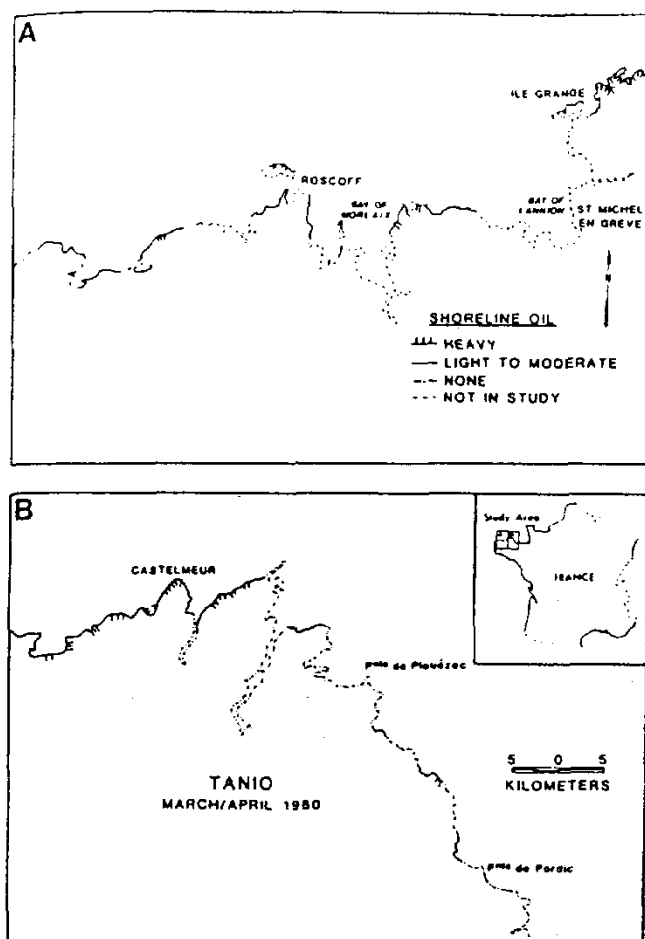 A
ILE GRANDE
ROSCOFF
BAY OF
MORLAIX
BAY OF
LANNION
ST MICHEL
EN GREVE
N
SHORELINE OIL
HEAVY
LIGHT TO MODERATE
NONE
NOT IN STUDY
B
Study Area
FRANCE
CASTELMEUR
pnte de Plouézec
TANIO
MARCH/APRIL 1980
5 0 5
KILOMETERS
pnte de Pordic